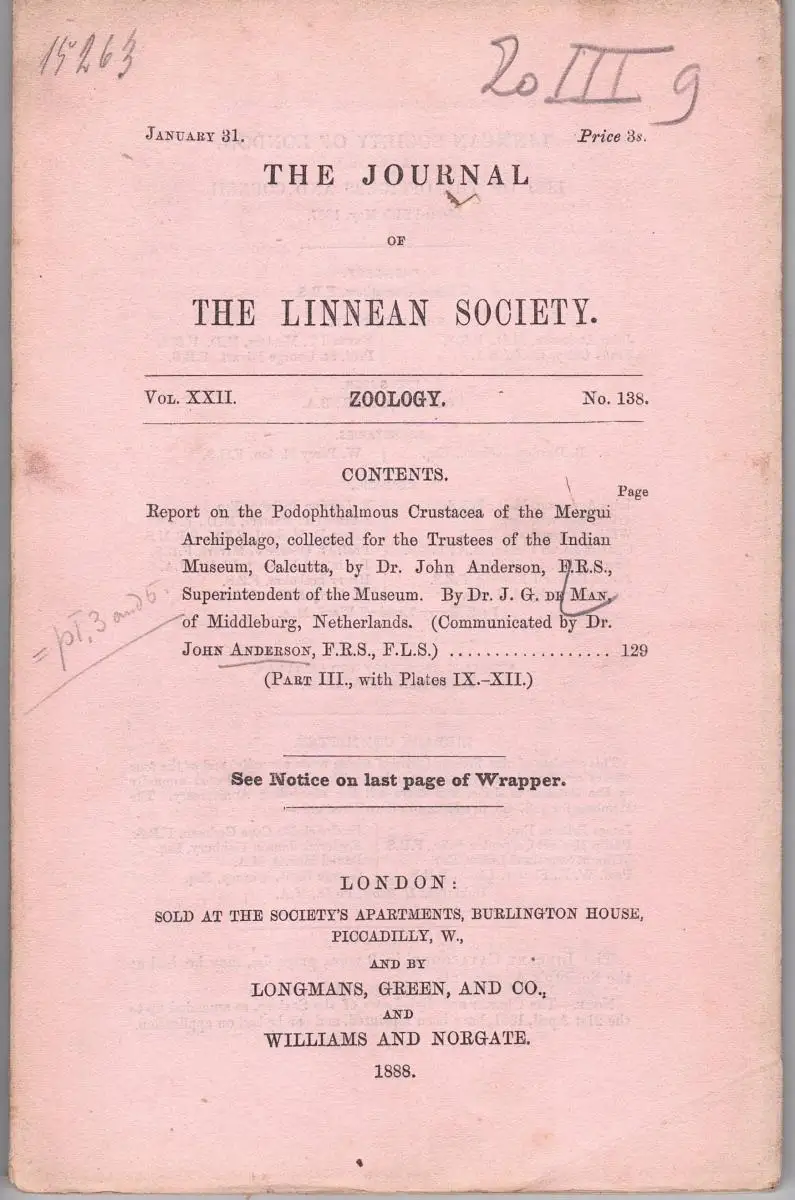 15263
20 III 9
JANUARY 31.	Price 3s.
THE JOURNAL
OF
THE LINNEAN SOCIETY.
VOL. XXII.	ZOOLOGY.	No. 138.
CONTENTS.
Page
Report on the Podophthalmous Crustacea of the Mergui
Archipelago, collected for the Trustees of the Indian
Museum, Calcutta, by Dr. John Anderson, F.R.S.,
Superintendent of the Museum. By Dr. J. G. DE MAN,
of Middleburg, Netherlands. (Communicated by Dr.
JOHN ANDERSON, F.R.S., F.L.S.) .................. 129
= pt. 3 and 5.
(PART III., with Plates IX.-XII.)
See Notice on last page of Wrapper.
LONDON:
SOLD AT THE SOCIETY'S APARTMENTS, BURLINGTON HOUSE,
PICCADILLY, W.,
AND BY
LONGMANS, GREEN, AND CO.,
AND
WILLIAMS AND NORGATE.
1888.